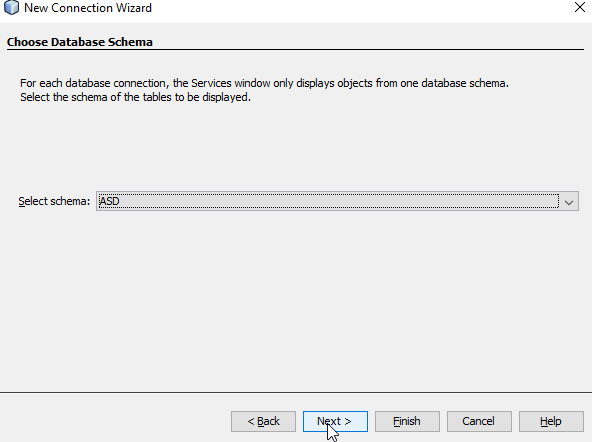 New Connection Wizard
Choose Database Schema
For each database connection, the Services window only displays objects from one database schema.
Select the schema of the tables to be displayed.
Select schema: ASD
< Back Next > Finish Cancel Help